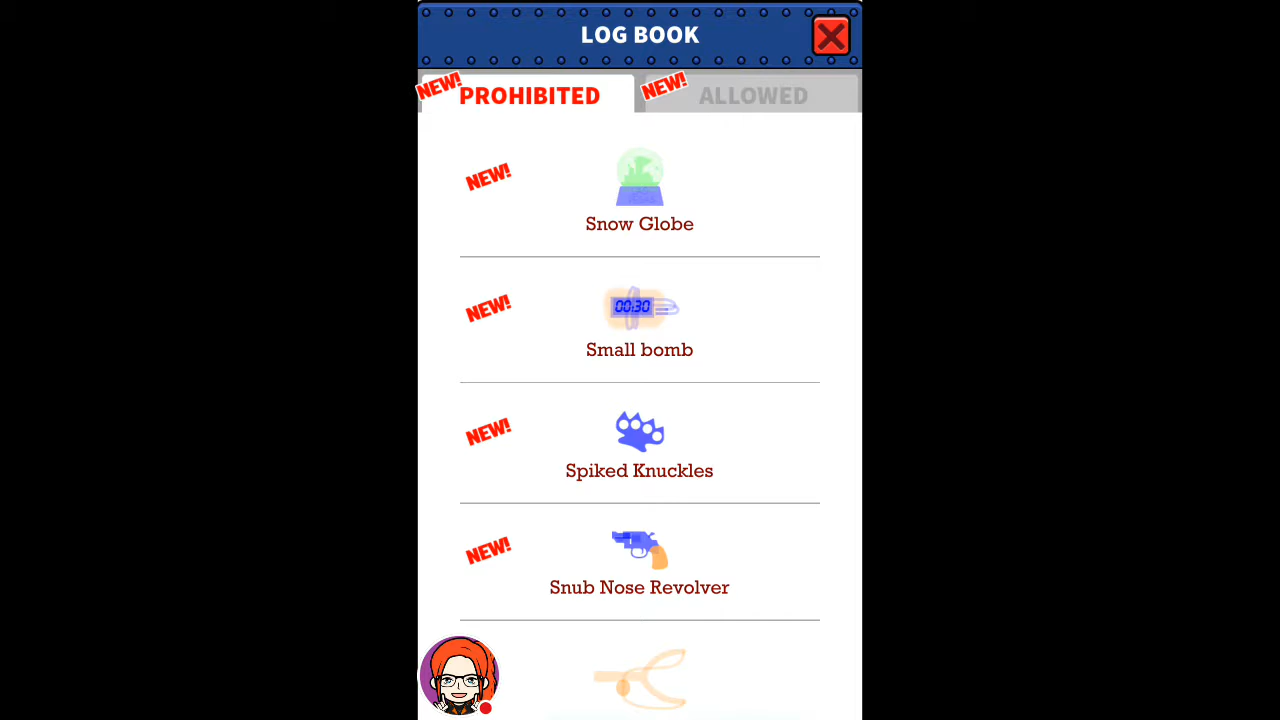 LOG BOOK
NEW!
PROHIBITED
NEW!
ALLOWED
NEW!
Snow Globe
NEW!
00:30
Small bomb
NEW!
Spiked Knuckles
NEW!
Snub Nose Revolver